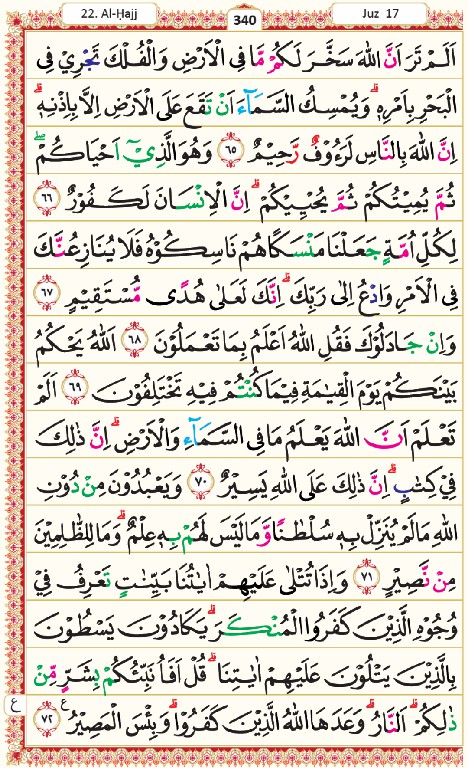 22. Al-Ḥajj
340
Juz 17
اَلَمْ تَرَ اَنَّ اللّٰهَ سَخَّرَ لَكُمْ مَّا فِى الْاَرْضِ وَالْفُلْكَ تَجْرِيْ فِى
الْبَحْرِ بِاَمْرِهٖ ؕ وَيُمْسِكُ السَّمَآءَ اَنْ تَقَعَ عَلَى الْاَرْضِ اِلَّا بِاِذْنِهٖ ؕ
اِنَّ اللّٰهَ بِالنَّاسِ لَرَءُوْفٌ رَّحِيْمٌ ٦٥ وَهُوَ الَّذِيْٓ اَحْيَاكُمْ ۖ
ثُمَّ يُمِيْتُكُمْ ثُمَّ يُحْيِيْكُمْ ؕ اِنَّ الْاِنْسَانَ لَكَفُوْرٌ ٦٦
لِكُلِّ اُمَّةٍ جَعَلْنَا مَنْسَكًا هُمْ نَاسِكُوْهُ فَلَا يُنَازِعُنَّكَ
فِى الْاَمْرِ وَادْعُ اِلٰى رَبِّكَ ؕ اِنَّكَ لَعَلٰى هُدًى مُّسْتَقِيْمٍ ٦٧
وَاِنْ جَادَلُوْكَ فَقُلِ اللّٰهُ اَعْلَمُ بِمَا تَعْمَلُوْنَ ٦٨ اَللّٰهُ يَحْكُمُ
بَيْنَكُمْ يَوْمَ الْقِيٰمَةِ فِيْمَا كُنْتُمْ فِيْهِ تَخْتَلِفُوْنَ ٦٩ اَلَمْ
تَعْلَمْ اَنَّ اللّٰهَ يَعْلَمُ مَا فِى السَّمَآءِ وَالْاَرْضِ ؕ اِنَّ ذٰلِكَ
فِيْ كِتٰبٍ ؕ اِنَّ ذٰلِكَ عَلَى اللّٰهِ يَسِيْرٌ ٧٠ وَيَعْبُدُوْنَ مِنْ دُوْنِ
اللّٰهِ مَا لَمْ يُنَزِّلْ بِهٖ سُلْطٰنًا وَّمَا لَيْسَ لَهُمْ بِهٖ عِلْمٌ ؕ وَمَا لِلظّٰلِمِيْنَ
مِنْ نَّصِيْرٍ ٧١ وَاِذَا تُتْلٰى عَلَيْهِمْ اٰيٰتُنَا بَيِّنٰتٍ تَعْرِفُ فِيْ
وُجُوْهِ الَّذِيْنَ كَفَرُوا الْمُنْكَرَ ؕ يَكَادُوْنَ يَسْطُوْنَ
بِالَّذِيْنَ يَتْلُوْنَ عَلَيْهِمْ اٰيٰتِنَا ؕ قُلْ اَفَاُنَبِّئُكُمْ بِشَرٍّ مِّنْ
ذٰلِكُمْ ؕ اَلنَّارُ ؕ وَعَدَهَا اللّٰهُ الَّذِيْنَ كَفَرُوْا ؕ وَبِئْسَ الْمَصِيْرُ ٧٢ ع
ع